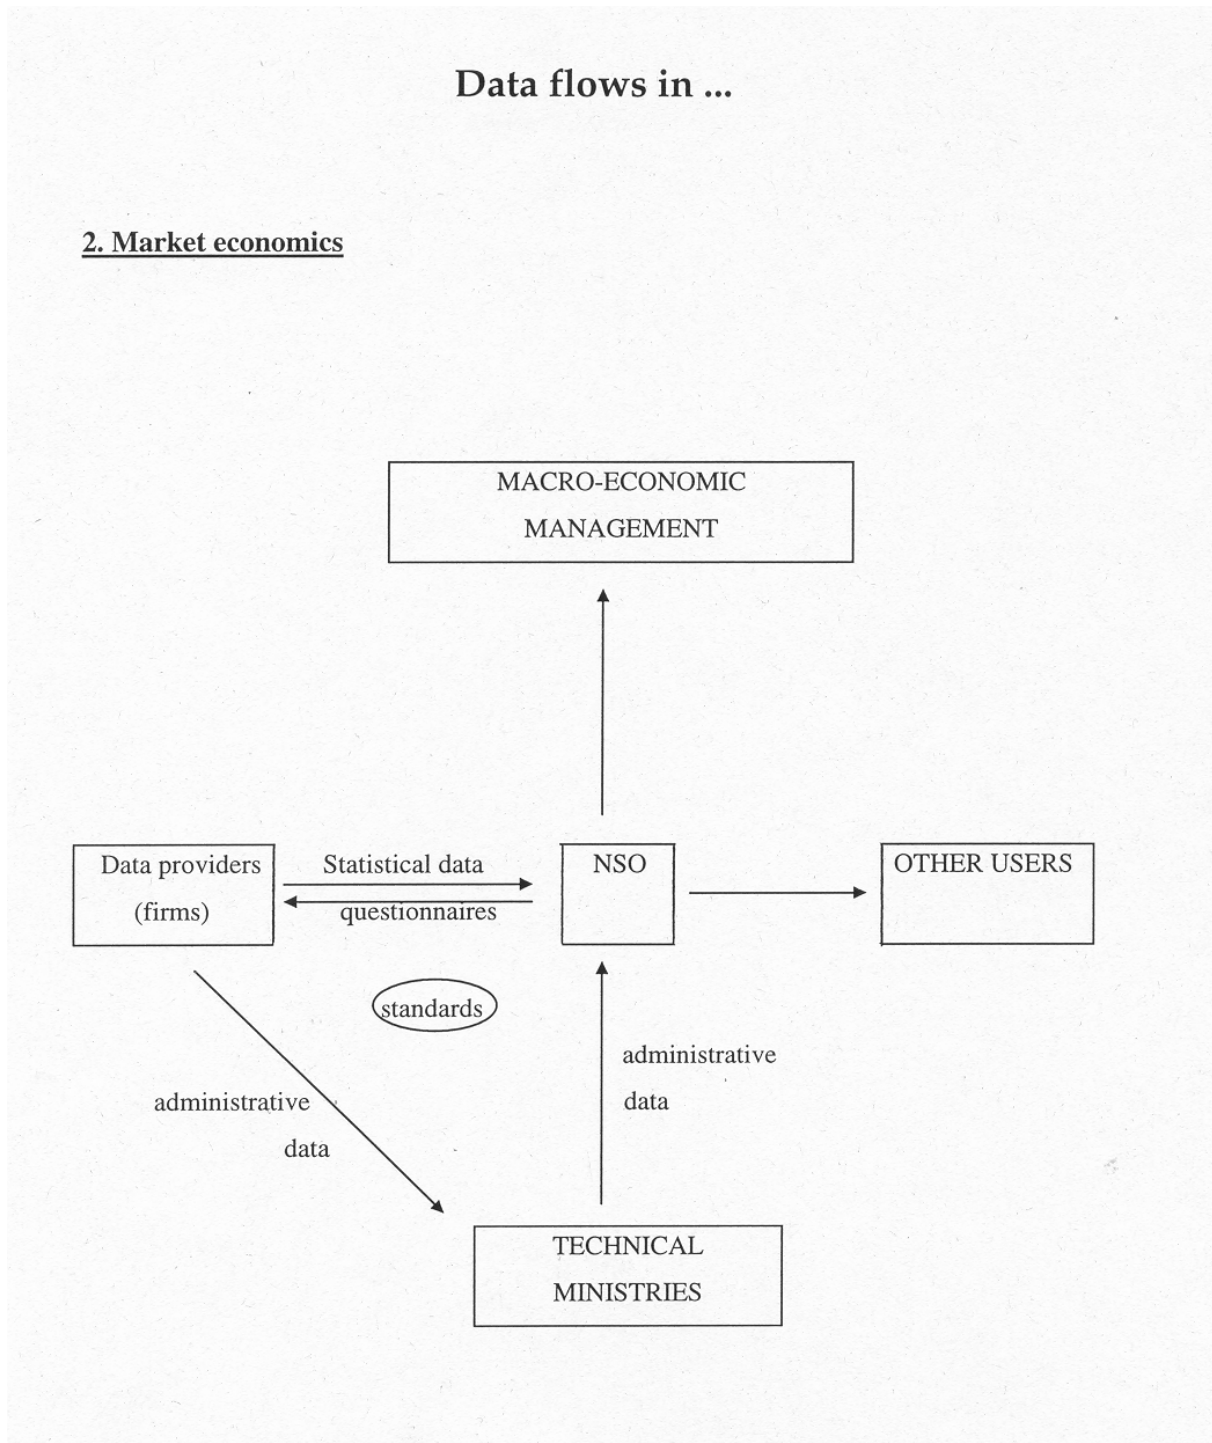 Data flows in ...
2. Market economics
MACRO-ECONOMIC
MANAGEMENT
Data providers
(firms)
Statistical data
questionnaires
NSO
OTHER USERS
standards
administrative
data
administrative
data
TECHNICAL
MINISTRIES